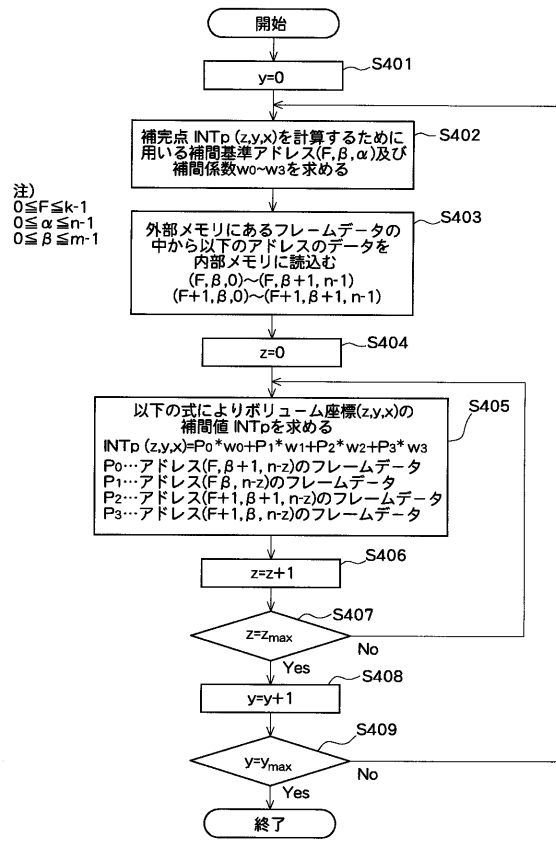 開始
S401
y=0
S402
補完点 INTp (z,y,x)を計算するために
用いる補間基準アドレス(F,β,α)及び
補間係数w0~w3を求める
注)
0≦F≦k-1
0≦α≦n-1
0≦β≦m-1
S403
外部メモリにあるフレームデータの
中から以下のアドレスのデータを
内部メモリに読込む
(F,β,0)～(F,β+1, n-1)
(F+1,β,0)～(F+1,β+1, n-1)
S404
z=0
S405
以下の式によりボリューム座標(z,y,x)の
補間値 INTpを求める
INTp (z,y,x)=P0*w0+P1*w1+P2*w2+P3*w3
P0…アドレス(F,β+1, n-z)のフレームデータ
P1…アドレス(Fβ, n-z)のフレームデータ
P2…アドレス(F+1,β+1, n-z)のフレームデータ
P3…アドレス(F+1,β, n-z)のフレームデータ
S406
z=z+1
S407
z=zmax
No
Yes
S408
y=y+1
S409
y=ymax
No
Yes
終了